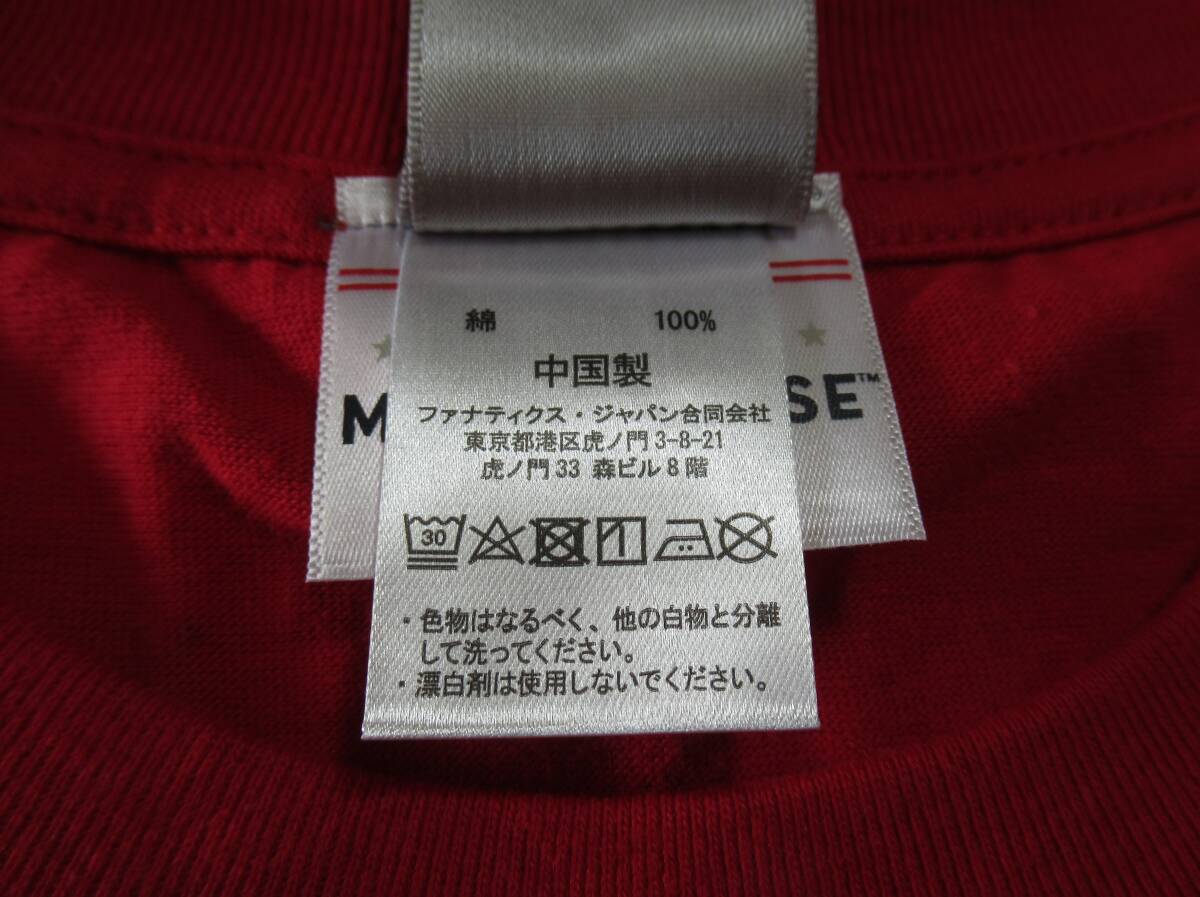 綿 100%
中国製
M SE™
ファナティクス・ジャパン合同会社
東京都港区虎ノ門3-8-21
虎ノ門33 森ビル8階
30
・色物はなるべく、他の白物と分離
して洗ってください。
・漂白剤は使用しないでください。